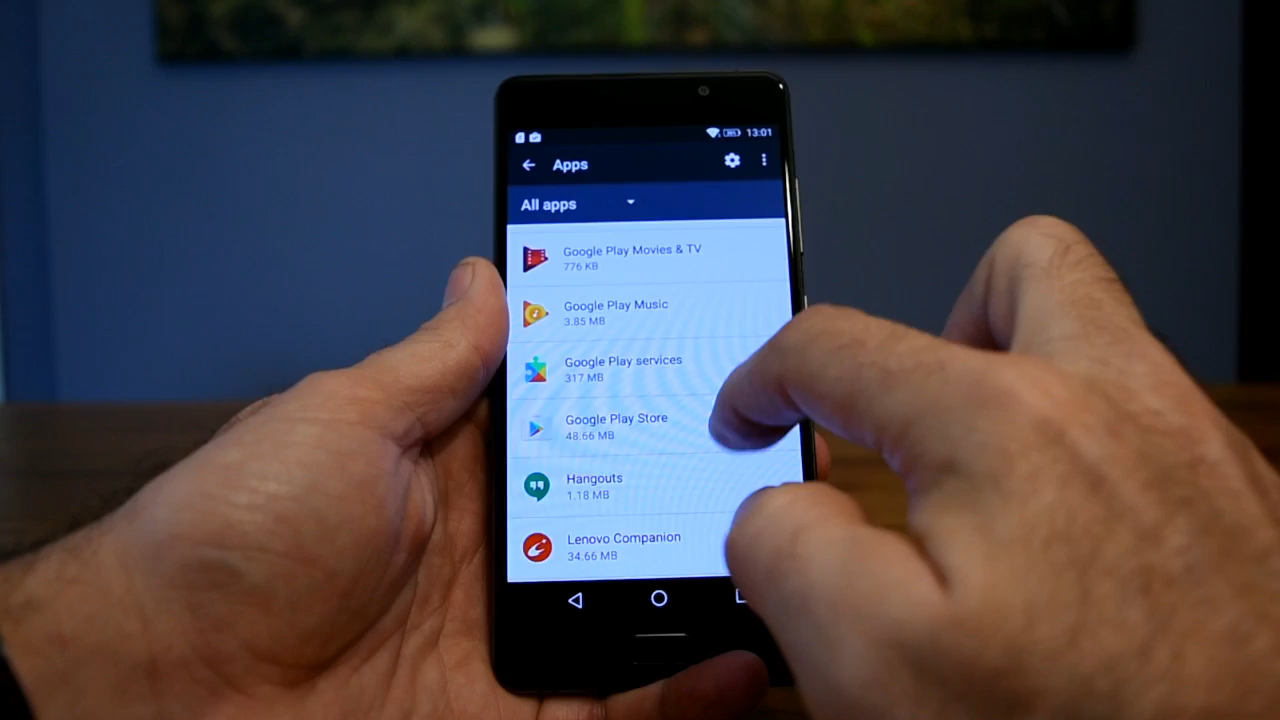 13:01
Apps
All apps
Google Play Movies & TV
776 KB
Google Play Music
3.85 MB
Google Play services
317 MB
Google Play Store
48.66 MB
Hangouts
1.18 MB
Lenovo Companion
34.66 MB